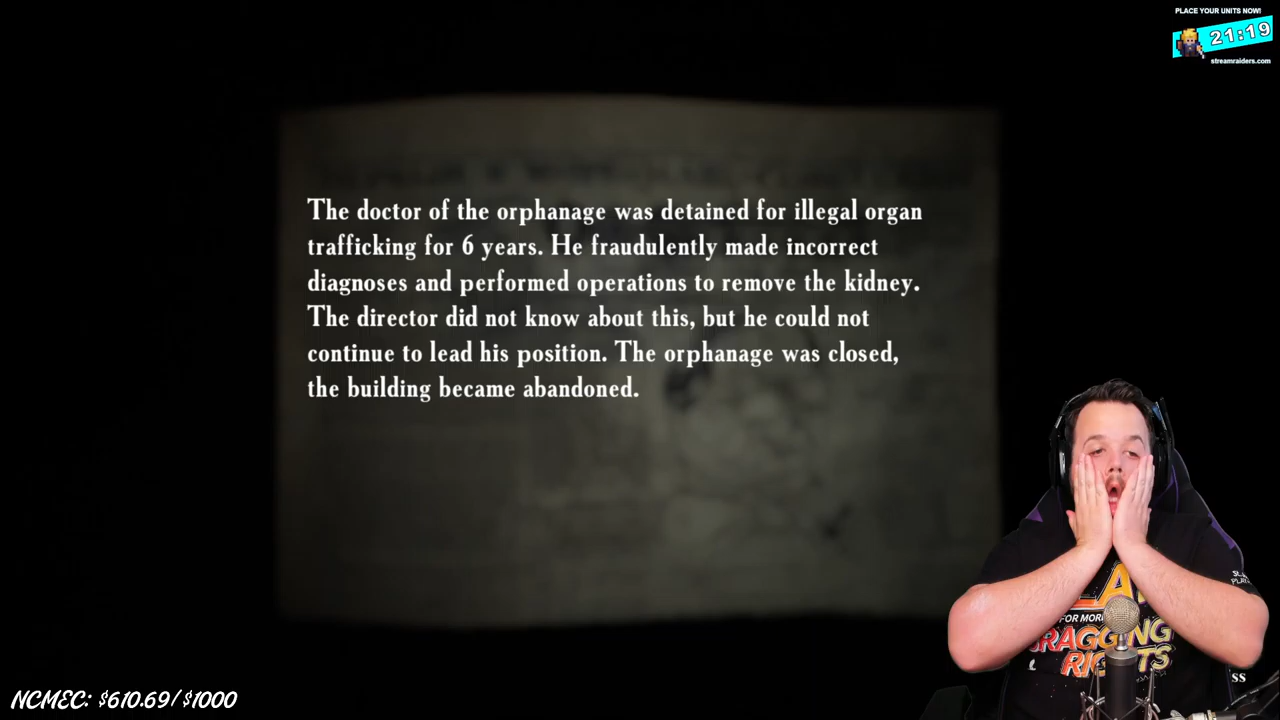 PLACE YOUR UNITS NOW!
21:19
streamraiders.com
The doctor of the orphanage was detained for illegal organ
trafficking for 6 years. He fraudulently made incorrect
diagnoses and performed operations to remove the kidney.
The director did not know about this, but he could not
continue to lead his position. The orphanage was closed,
the building became abandoned.
FOR MORE
RIGHTS
ss
NCMEC: $610.69/$1000